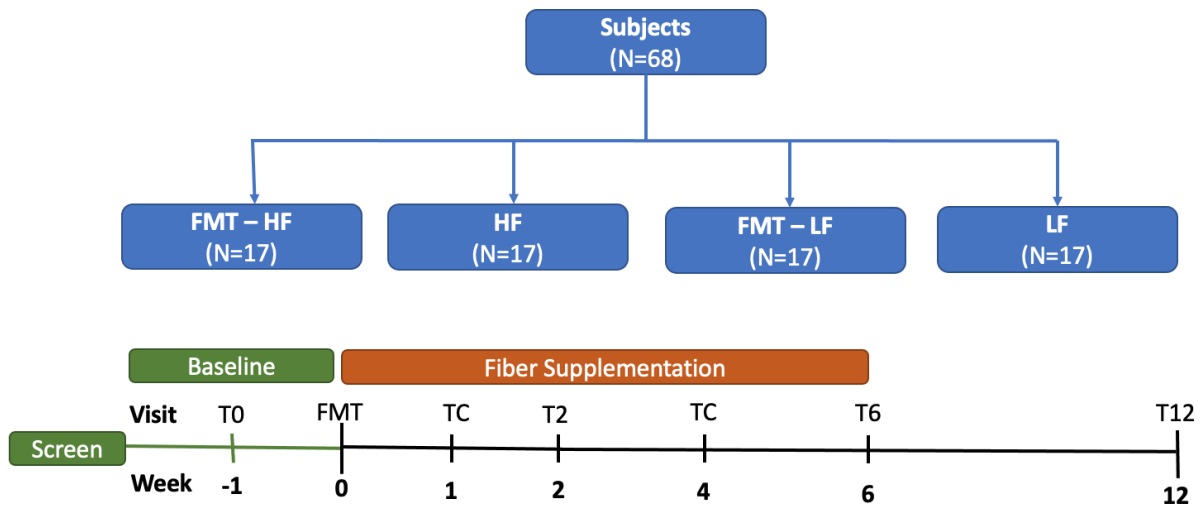 Subjects
(N=68)
FMT – HF
(N=17)
HF
(N=17)
FMT – LF
(N=17)
LF
(N=17)
Baseline
Fiber Supplementation
Visit T0 FMT TC T2 TC T6 T12
Screen
Week -1 0 1 2 4 6 12